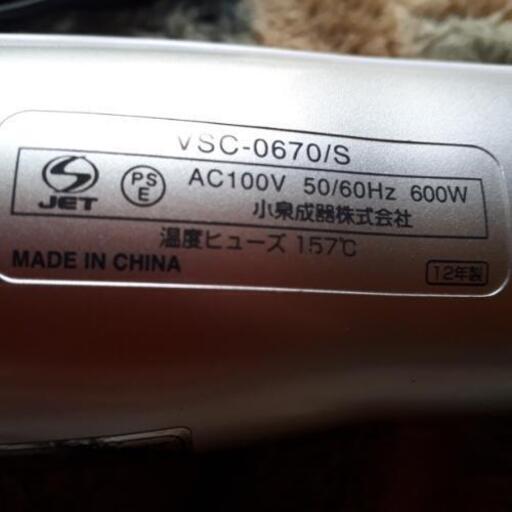 VSC-0670/S
JET PSE AC100V 50/60Hz 600W
小泉成器株式会社
温度ヒューズ 157℃
MADE IN CHINA 12年製